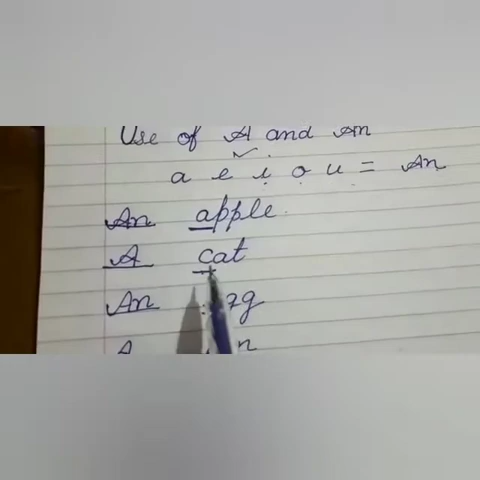 Use of A and An
a e i o u = An
An apple.
A cat
An
A